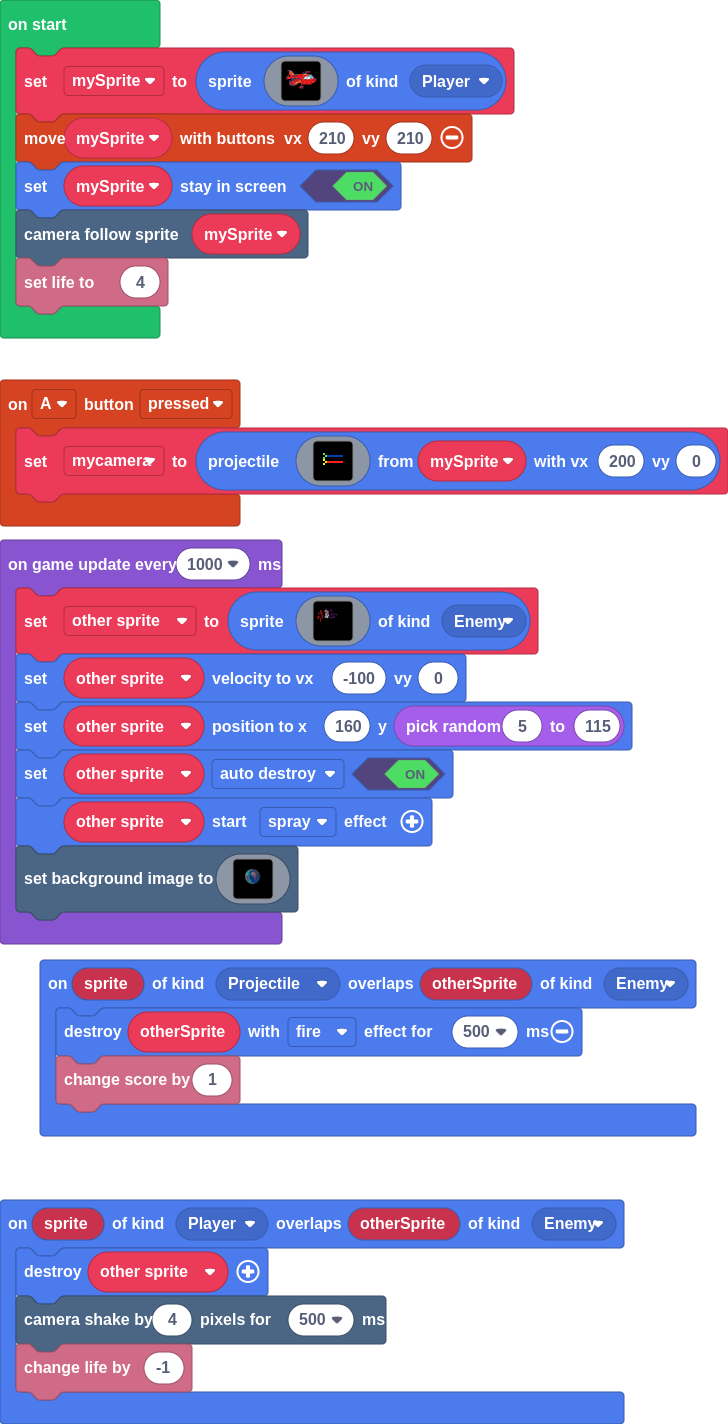 on start
set mySprite to sprite of kind Player
move mySprite with buttons vx 210 vy 210
set mySprite stay in screen ON
camera follow sprite mySprite
set life to 4
on A button pressed
set mycamera to projectile from mySprite with vx 200 vy 0
on game update every 1000 ms
set other sprite to sprite of kind Enemy
set other sprite velocity to vx -100 vy 0
set other sprite position to x 160 y pick random 5 to 115
set other sprite auto destroy ON
other sprite start spray effect
set background image to
on sprite of kind Projectile overlaps otherSprite of kind Enemy
destroy otherSprite with fire effect for 500 ms
change score by 1
on sprite of kind Player overlaps otherSprite of kind Enemy
destroy other sprite
camera shake by 4 pixels for 500 ms
change life by -1